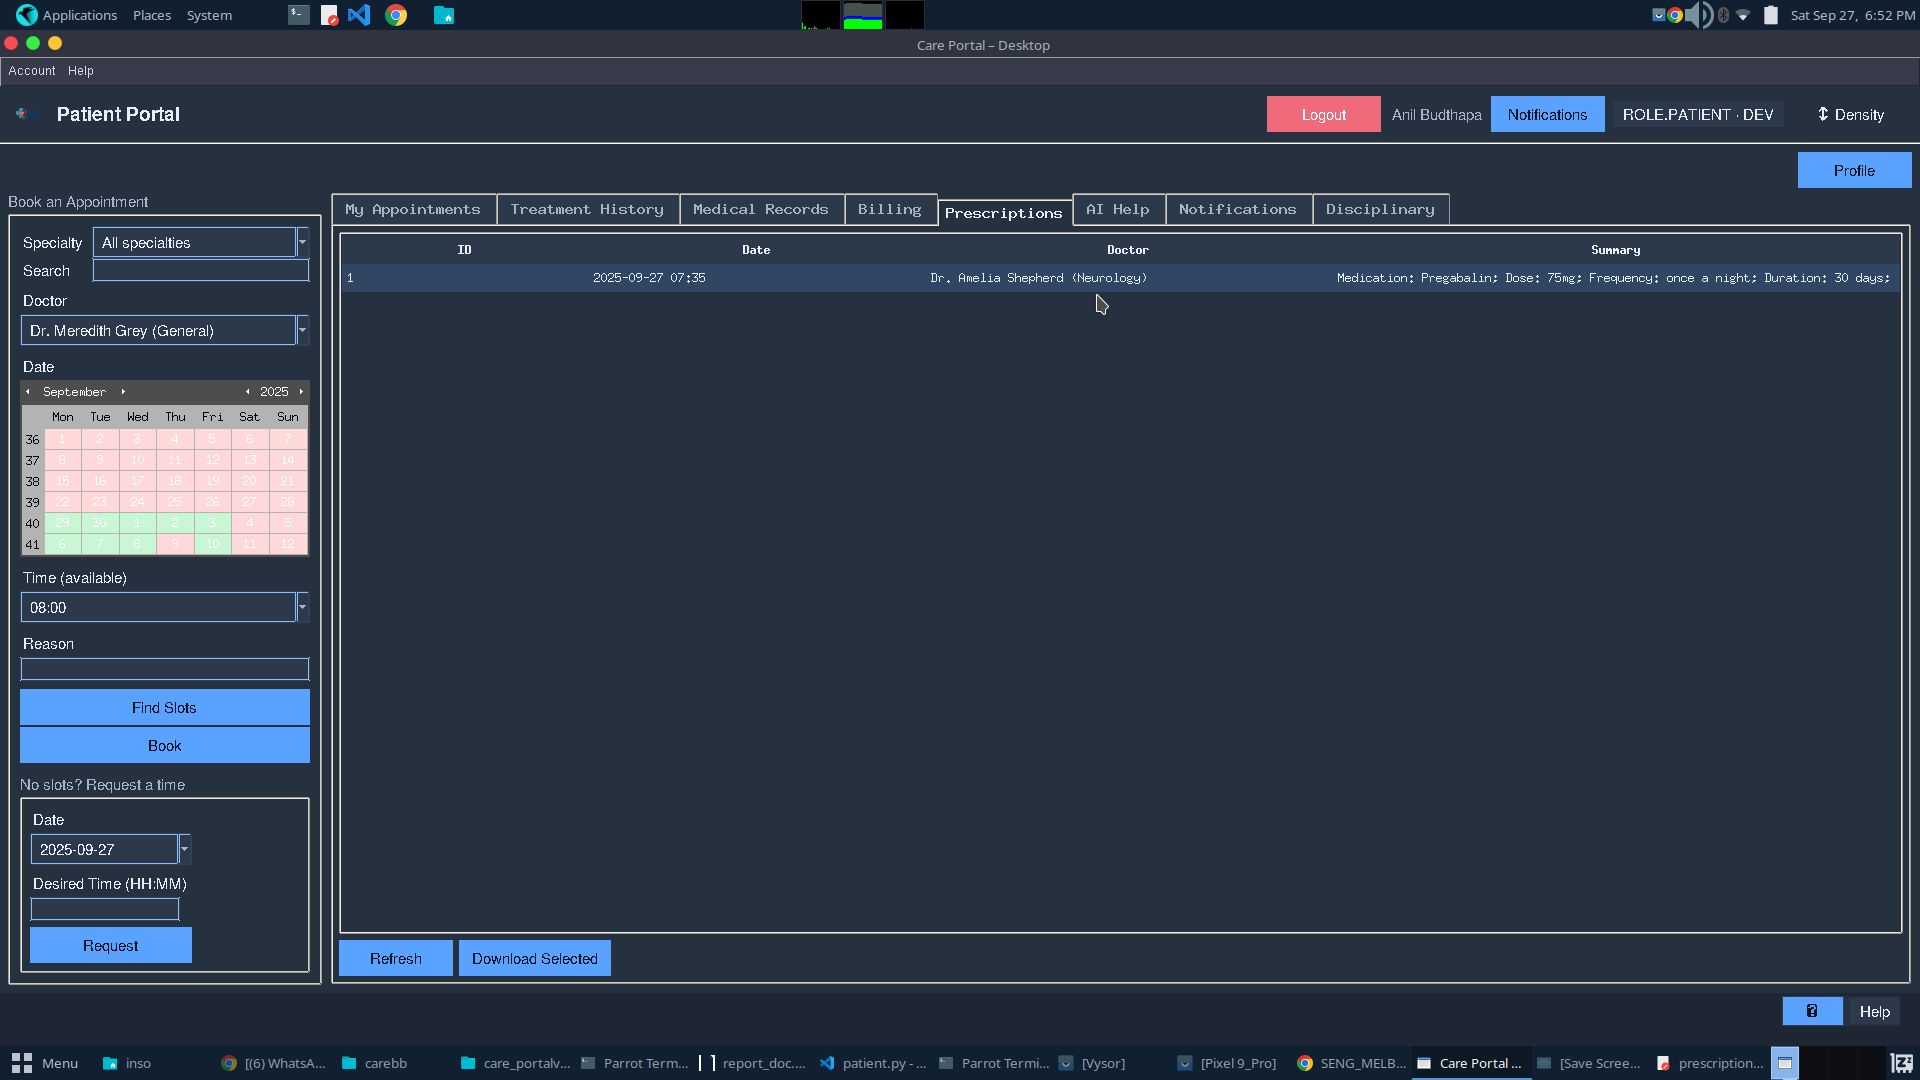 Applications Places System Sat Sep 27, 6:52 PM
Care Portal – Desktop
Account Help
Patient Portal Logout Anil Budthapa Notifications ROLE.PATIENT · DEV ↕ Density
Profile
Book an Appointment
My Appointments Treatment History Medical Records Billing Prescriptions AI Help Notifications Disciplinary
Specialty All specialties
Search
Doctor
Dr. Meredith Grey (General)
Date
September 2025
Mon Tue Wed Thu Fri Sat Sun
36 1 2 3 4 5 6 7
37 8 9 10 11 12 13 14
38 15 16 17 18 19 20 21
39 22 23 24 25 26 27 28
40 29 30 1 2 3 4 5
41 6 7 8 9 10 11 12
Time (available)
08:00
Reason
Find Slots
Book
No slots? Request a time
Date
2025-09-27
Desired Time (HH:MM)
Request
ID Date Doctor Summary
1 2025-09-27 07:35 Dr. Amelia Shepherd (Neurology) Medication: Pregabalin; Dose: 75mg; Frequency: once a night; Duration: 30 days;
Refresh Download Selected
? Help
Menu inso [(6) WhatsA... carebb care_portalv... Parrot Term... report_doc.... patient.py - ... Parrot Termi... [Vysor] [Pixel 9_Pro] SENG_MELB... Care Portal ... [Save Scree... prescription...